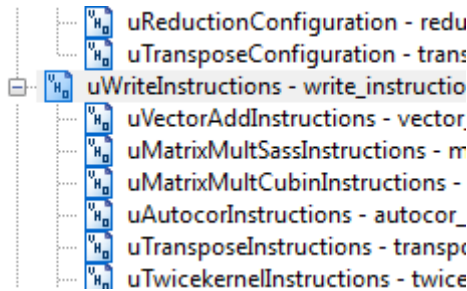 uReductionConfiguration - redu
uTransposeConfiguration - trans
uWriteInstructions - write_instructio
uVectorAddInstructions - vector_
uMatrixMultSassInstructions - m
uMatrixMultCubinInstructions -
uAutocorInstructions - autocor_
uTransposeInstructions - transpo
uTwicekernelInstructions - twice